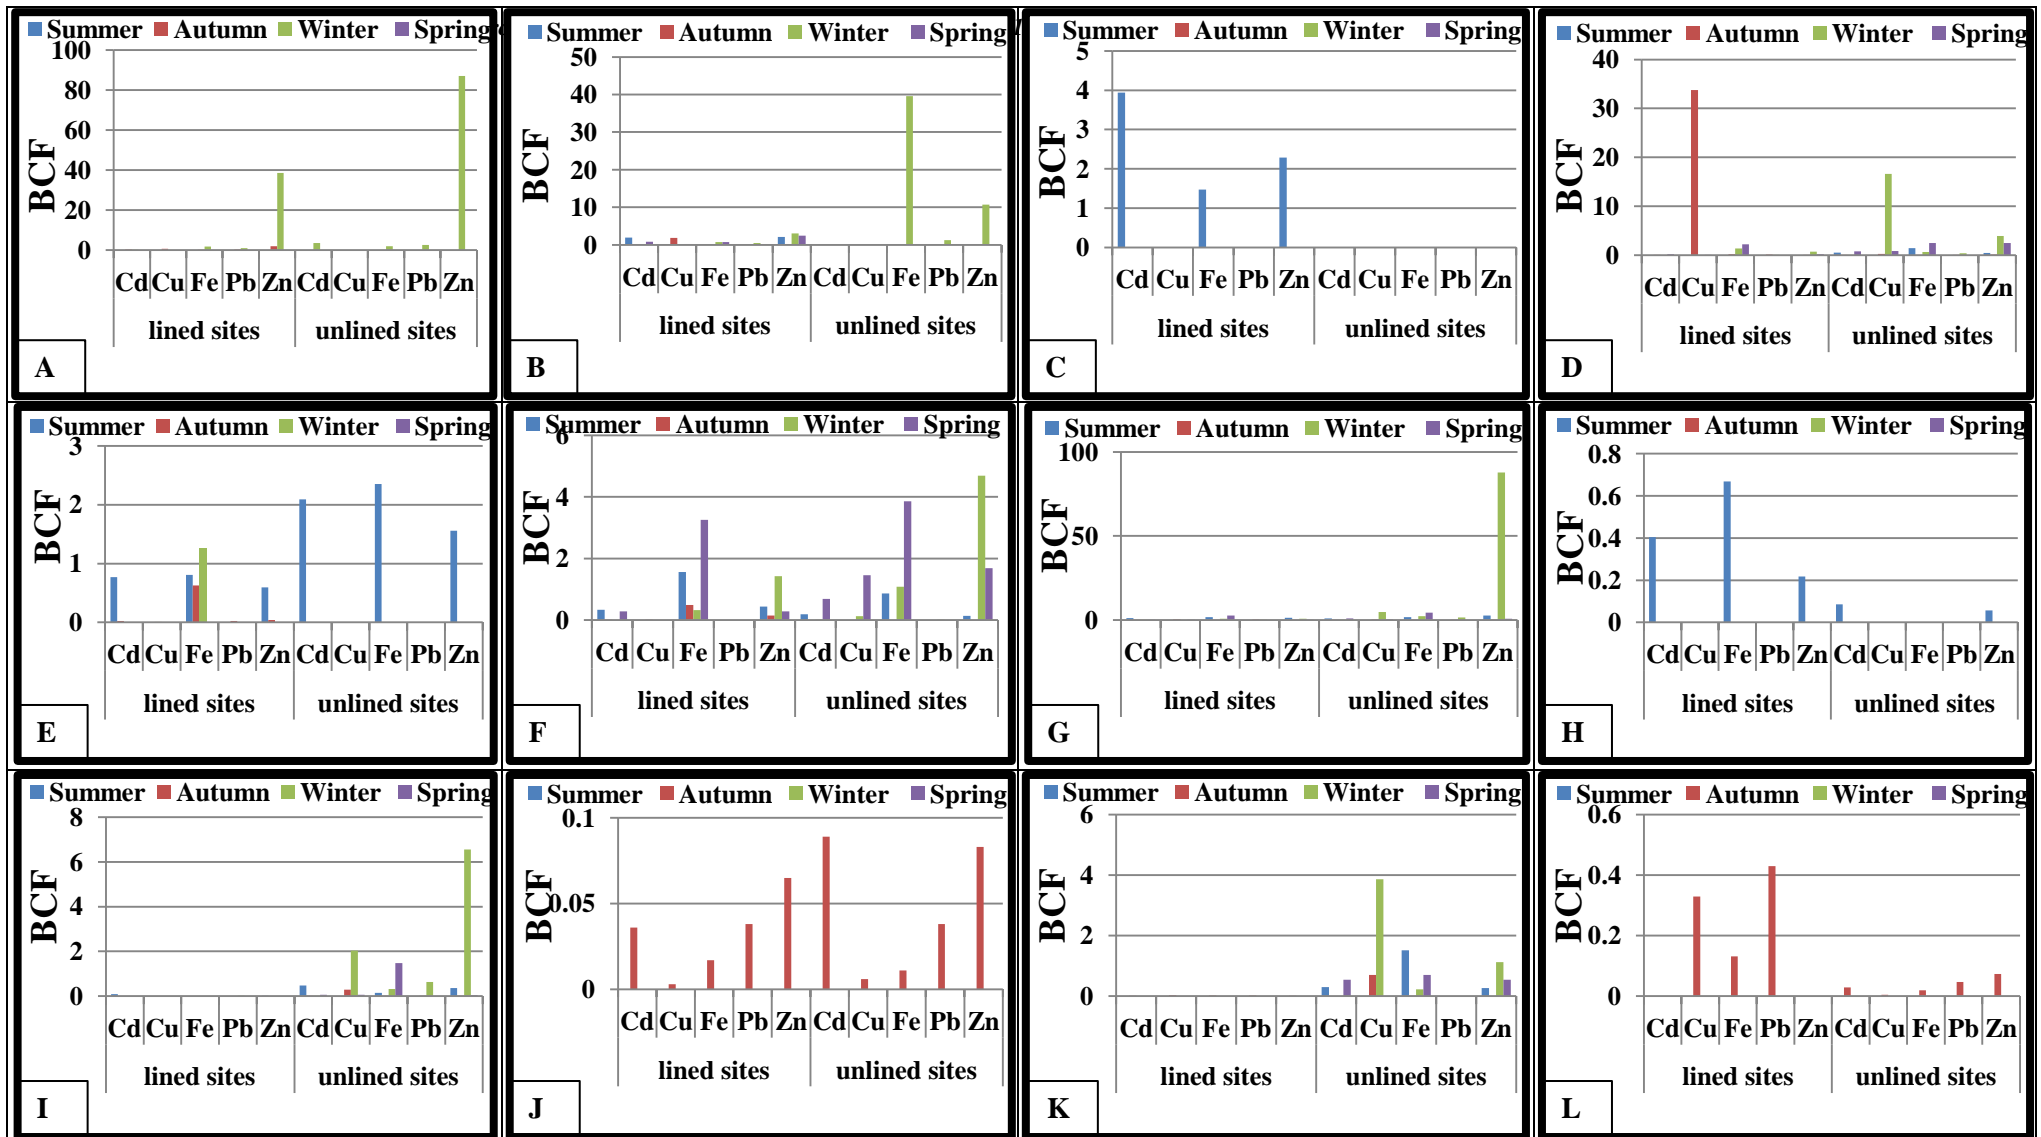 Summer Autumn Winter Spring
100
80
60
40
20
0
BCF
Cd Cu Fe Pb Zn Cd Cu Fe Pb Zn
lined sites unlined sites
A
Summer Autumn Winter Spring
50
40
30
20
10
0
BCF
Cd Cu Fe Pb Zn Cd Cu Fe Pb Zn
lined sites unlined sites
B
Summer Autumn Winter Spring
5
4
3
2
1
0
BCF
Cd Cu Fe Pb Zn Cd Cu Fe Pb Zn
lined sites unlined sites
C
Summer Autumn Winter Spring
40
30
20
10
0
BCF
Cd Cu Fe Pb Zn Cd Cu Fe Pb Zn
lined sites unlined sites
D
Summer Autumn Winter Spring
3
2
1
0
BCF
Cd Cu Fe Pb Zn Cd Cu Fe Pb Zn
lined sites unlined sites
E
Summer Autumn Winter Spring
6
4
2
0
BCF
Cd Cu Fe Pb Zn Cd Cu Fe Pb Zn
lined sites unlined sites
F
Summer Autumn Winter Spring
100
50
0
BCF
Cd Cu Fe Pb Zn Cd Cu Fe Pb Zn
lined sites unlined sites
G
Summer Autumn Winter Spring
0.8
0.6
0.4
0.2
0
BCF
Cd Cu Fe Pb Zn Cd Cu Fe Pb Zn
lined sites unlined sites
H
Summer Autumn Winter Spring
8
6
4
2
0
BCF
Cd Cu Fe Pb Zn Cd Cu Fe Pb Zn
lined sites unlined sites
I
Summer Autumn Winter Spring
0.1
0.05
0
BCF
Cd Cu Fe Pb Zn Cd Cu Fe Pb Zn
lined sites unlined sites
J
Summer Autumn Winter Spring
6
4
2
0
BCF
Cd Cu Fe Pb Zn Cd Cu Fe Pb Zn
lined sites unlined sites
K
Summer Autumn Winter Spring
0.6
0.4
0.2
0
BCF
Cd Cu Fe Pb Zn Cd Cu Fe Pb Zn
lined sites unlined sites
L